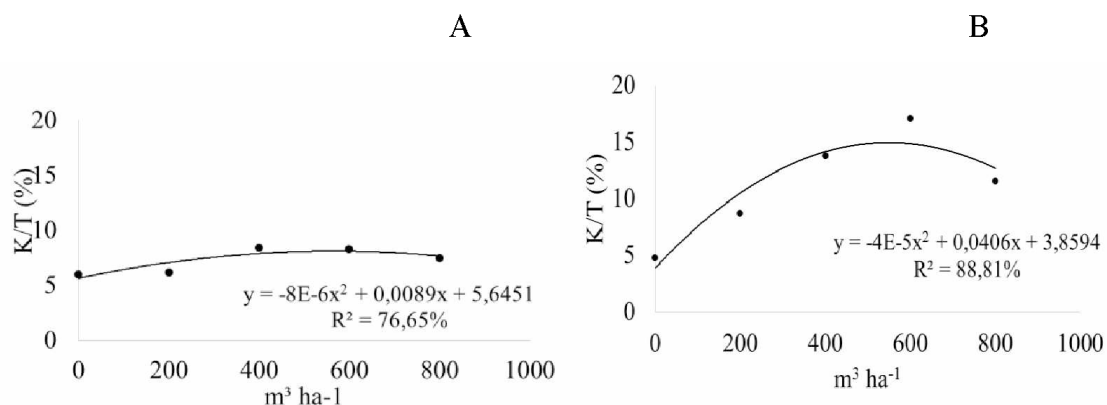 A
B
20
15
10
5
0
K/T (%)
y = -8E-6x² + 0,0089x + 5,6451
R² = 76,65%
0 200 400 600 800 1000
m³ ha-1
20
15
10
5
0
K/T (%)
y = -4E-5x² + 0,0406x + 3,8594
R² = 88,81%
0 200 400 600 800 1000
m³ ha⁻¹